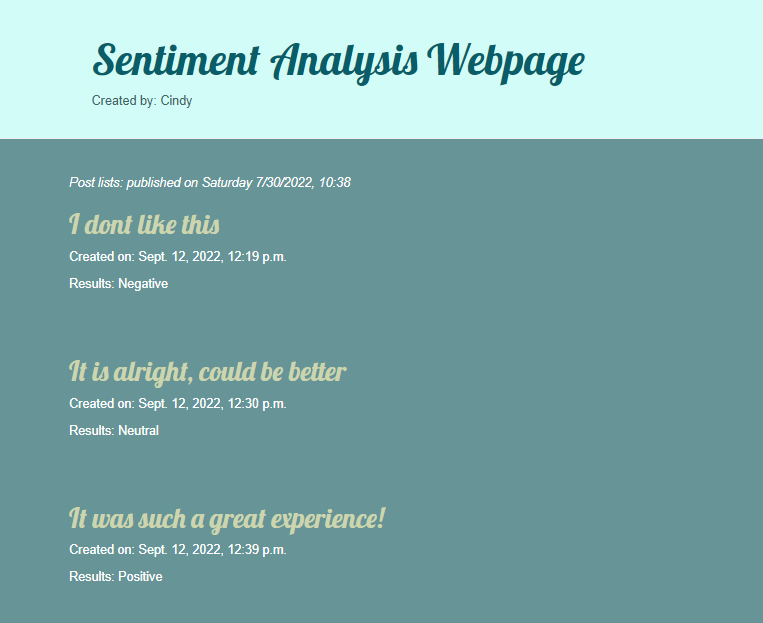 Sentiment Analysis Webpage
Created by: Cindy
Post lists: published on Saturday 7/30/2022, 10:38
I dont like this
Created on: Sept. 12, 2022, 12:19 p.m.
Results: Negative
It is alright, could be better
Created on: Sept. 12, 2022, 12:30 p.m.
Results: Neutral
It was such a great experience!
Created on: Sept. 12, 2022, 12:39 p.m.
Results: Positive